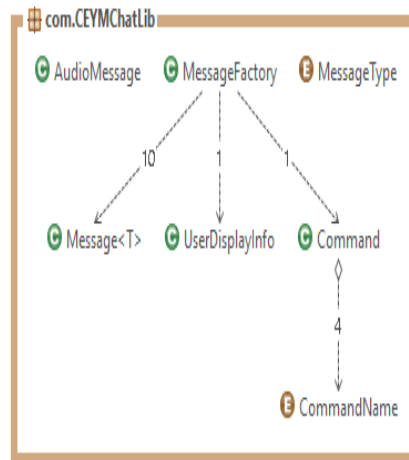 com.CEYMChatLib
C AudioMessage C MessageFactory E MessageType
10 1 1
C Message<T> C UserDisplayInfo C Command
4
E CommandName